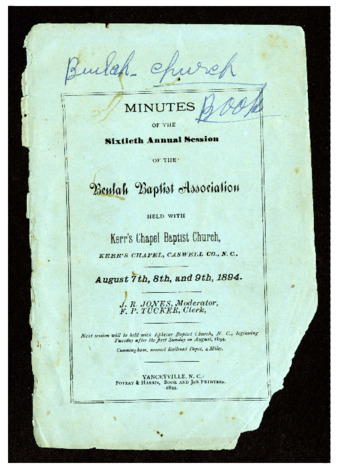 Beulah church
Book
MINUTES
OF THE
Sixtieth Annual Session
OF THE
Beulah Baptist Association
HELD WITH
Kerr's Chapel Baptist Church,
KERR'S CHAPEL, CASWELL CO., N. C.,
August 7th, 8th, and 9th, 1894.
J. R. JONES, Moderator,
F. P. TUCKER, Clerk,
Next session will be held with Ephesus Baptist Church, N. C., beginning
Tuesday after the first Sunday in August, 1895.
Cunningham, nearest Railroad Depot, 4 Miles.
YANCEYVILLE, N. C.:
POTEAT & HARRIS, BOOK AND JOB PRINTERS.
1894.